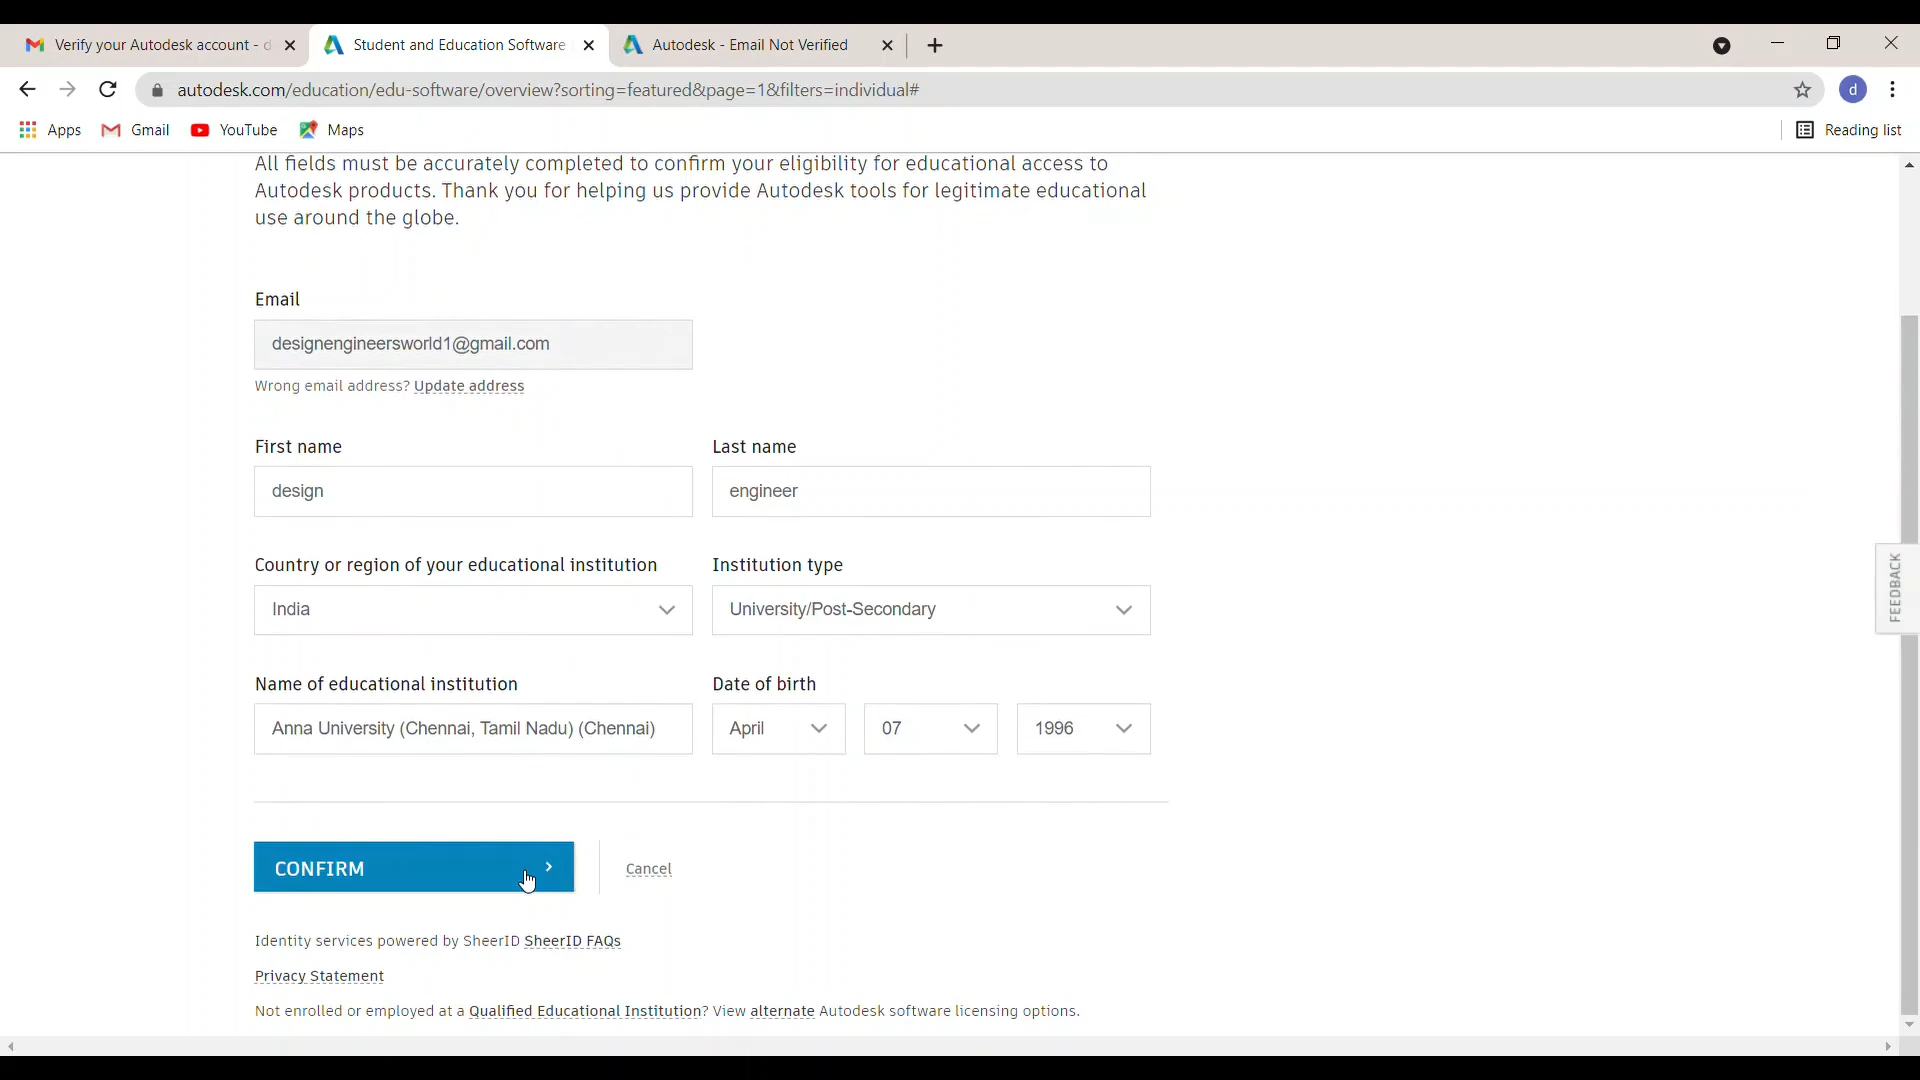 Verify your Autodesk account - d
Student and Education Software
Autodesk - Email Not Verified
autodesk.com/education/edu-software/overview?sorting=featured&page=1&filters=individual#
d
Apps
Gmail
YouTube
Maps
Reading list
All fields must be accurately completed to confirm your eligibility for educational access to
Autodesk products. Thank you for helping us provide Autodesk tools for legitimate educational
use around the globe.
Email
designengineersworld1@gmail.com
Wrong email address? Update address
First name
Last name
design
engineer
Country or region of your educational institution
Institution type
India
University/Post-Secondary
Name of educational institution
Date of birth
Anna University (Chennai, Tamil Nadu) (Chennai)
April
07
1996
CONFIRM
Cancel
Identity services powered by SheerID SheerID FAQs
Privacy Statement
Not enrolled or employed at a Qualified Educational Institution? View alternate Autodesk software licensing options.
FEEDBACK